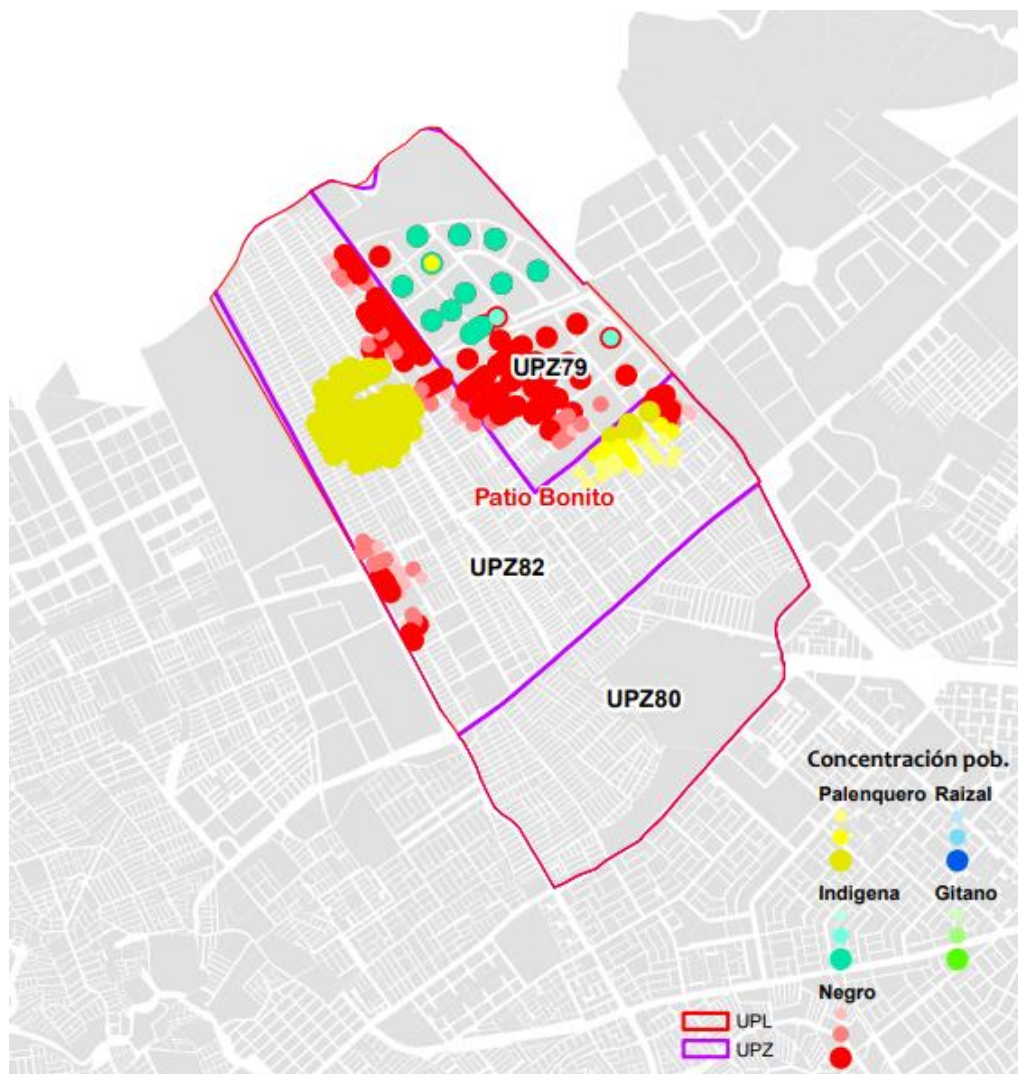 UPZ79
Patio Bonito
UPZ82
UPZ80
Concentración pob.
Palenquero Raizal
Indigena Gitano
Negro
UPL
UPZ